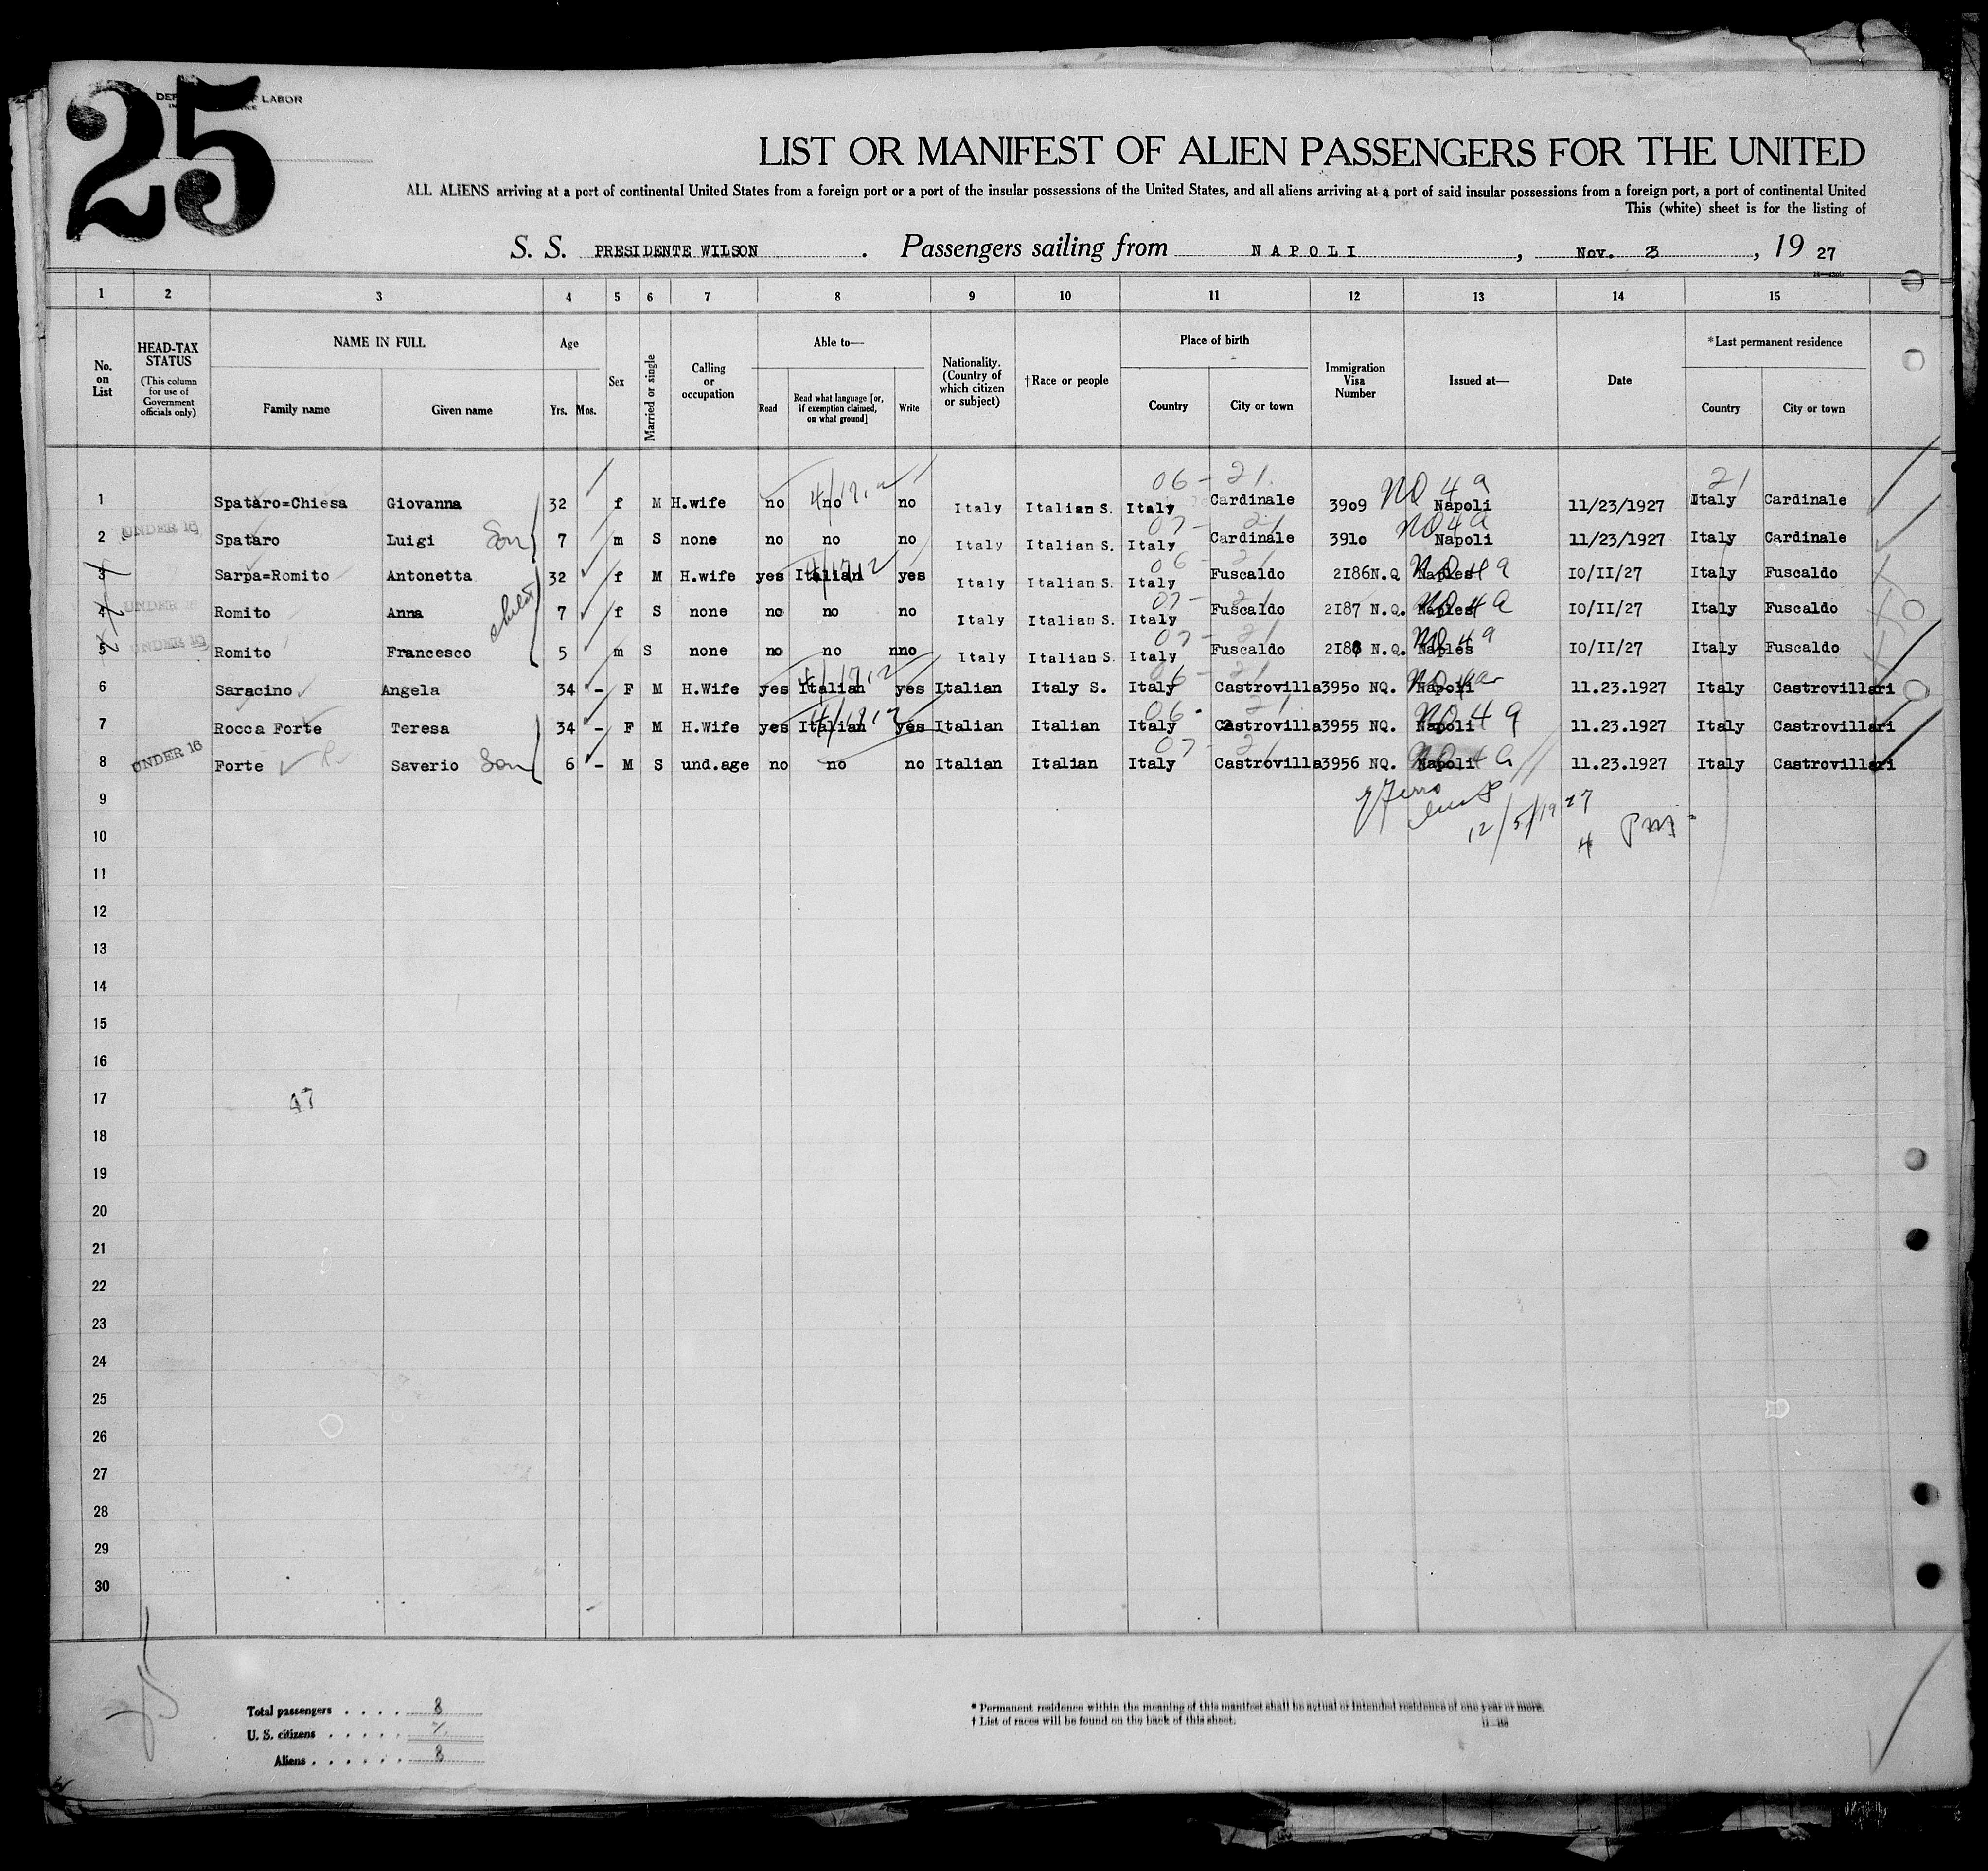 25
LABOR
LIST OR MANIFEST OF ALIEN PASSENGERS FOR THE UNITED
ALL ALIENS arriving at a port of continental United States from a foreign port or a port of the insular possessions of the United States, and all aliens arriving at a port of said insular possessions from a foreign port, a port of continental United
This (white) sheet is for the listing of
S. S. PRESIDENTE WILSON. Passengers sailing from NAPOLI, Nov. 3, 19 27
1 2 3 4 5 6 7 8 9 10 11 12 13 14 15
No. on List
HEAD-TAX STATUS (This column for use of Government officials only)
NAME IN FULL
Family name Given name
Age
Yrs. Mos.
Sex
Married or single
Calling or occupation
Able to—
Read
Read what language [or, if exemption claimed, on what ground]
Write
Nationality. (Country of which citizen or subject)
†Race or people
Place of birth
Country City or town
Immigration Visa Number
Issued at—
Date
*Last permanent residence
Country City or town
06 - 21. NQ 4a 21
1 Spataro=Chiesa Giovanna 32 f M H.wife no no no Italy Italian S. Italy Cardinale 3909 Napoli 11/23/1927 Italy Cardinale
UNDER 16 07 - 21 NQ 4a
2 Spataro Luigi Son 7 m S none no no no Italy Italian S. Italy Cardinale 3910 Napoli 11/23/1927 Italy Cardinale
3 Sarpa=Romito Antonetta 32 f M H.wife yes Italian yes Italy Italian S. Italy Fuscaldo 2186N.Q Naples 10/11/27 Italy Fuscaldo
UNDER 16
4 Romito Anna 7 f S none no no no Italy Italian S. Italy Fuscaldo 2187 N.Q. Naples 10/11/27 Italy Fuscaldo
UNDER 16
5 Romito Francesco 5 m S none no no nno Italy Italian S. Italy Fuscaldo 2188 N.Q. Naples 10/11/27 Italy Fuscaldo
6 Saracino Angela 34 - F M H.Wife yes Italian yes Italian Italy S. Italy Castrovilla 3950 NQ. Napoli 11.23.1927 Italy Castrovillari
7 Rocca Forte Teresa 34 - F M H.Wife yes Italian yes Italian Italian Italy Castrovilla 3955 NQ. Napoli 11.23.1927 Italy Castrovillari
UNDER 16
8 Forte Saverio Son 6 - M S und.age no no no Italian Italian Italy Castrovilla 3956 NQ. Napoli 11.23.1927 Italy Castrovillari
9
12/5/1927
4 PM
10
11
12
13
14
15
16
17 47
18
19
20
21
22
23
24
25
26
27
28
29
30
Total passengers . . . . 8
U. S. citizens . . . . .
Aliens . . . . . . 8
* Permanent residence within the meaning of this manifest shall be actual or intended residence of one year or more.
† List of races will be found on the back of this sheet.